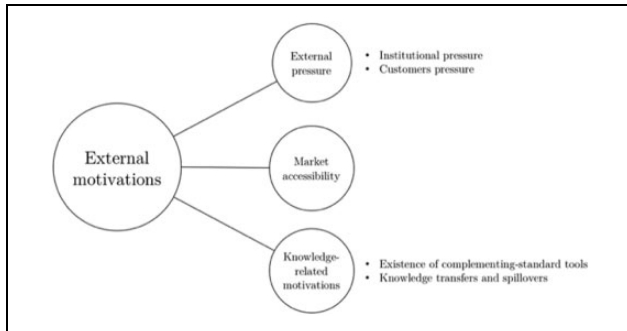 External
pressure
• Institutional pressure
• Customers pressure
External
motivations
Market
accessibility
Knowledge-
related
motivations
• Existence of complementing-standard tools
• Knowledge transfers and spillovers